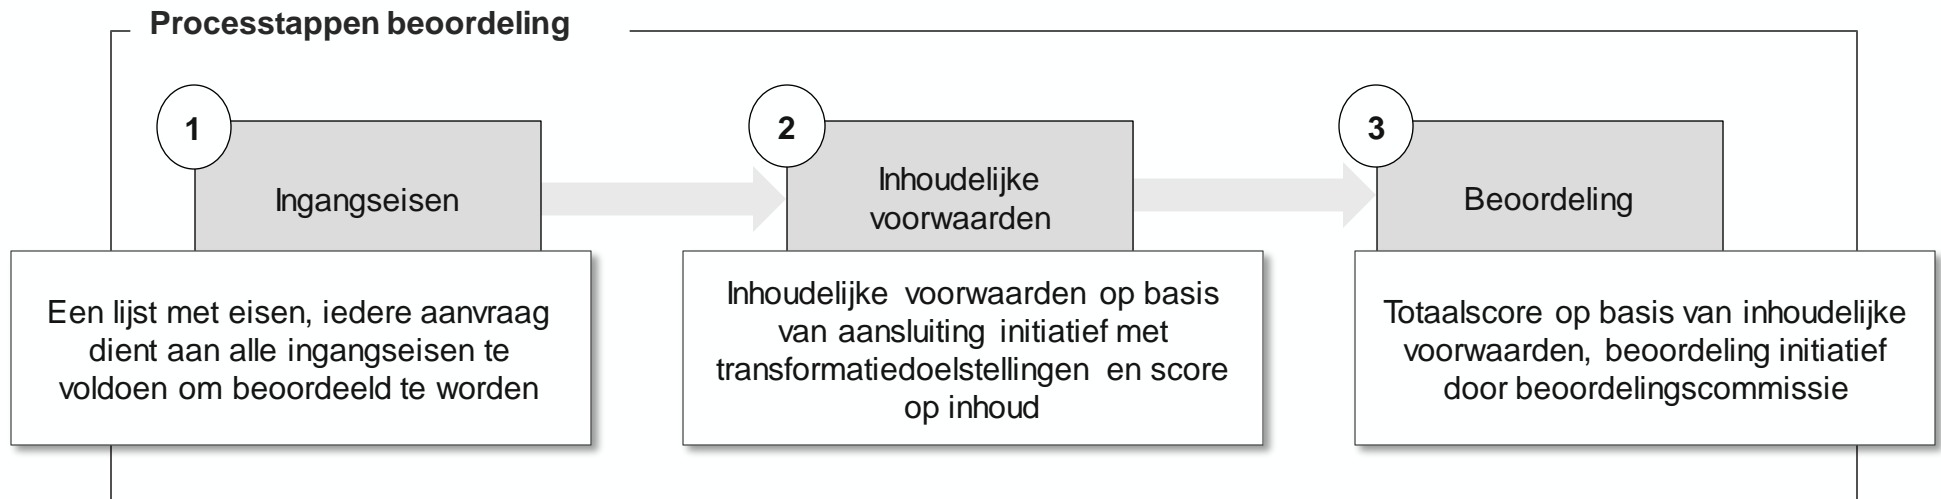 Processtappen beoordeling
1
Ingangseisen
Een lijst met eisen, iedere aanvraag
dient aan alle ingangseisen te
voldoen om beoordeeld te worden
2
Inhoudelijke
voorwaarden
Inhoudelijke voorwaarden op basis
van aansluiting initiatief met
transformatiedoelstellingen en score
op inhoud
3
Beoordeling
Totaalscore op basis van inhoudelijke
voorwaarden, beoordeling initiatief
door beoordelingscommissie